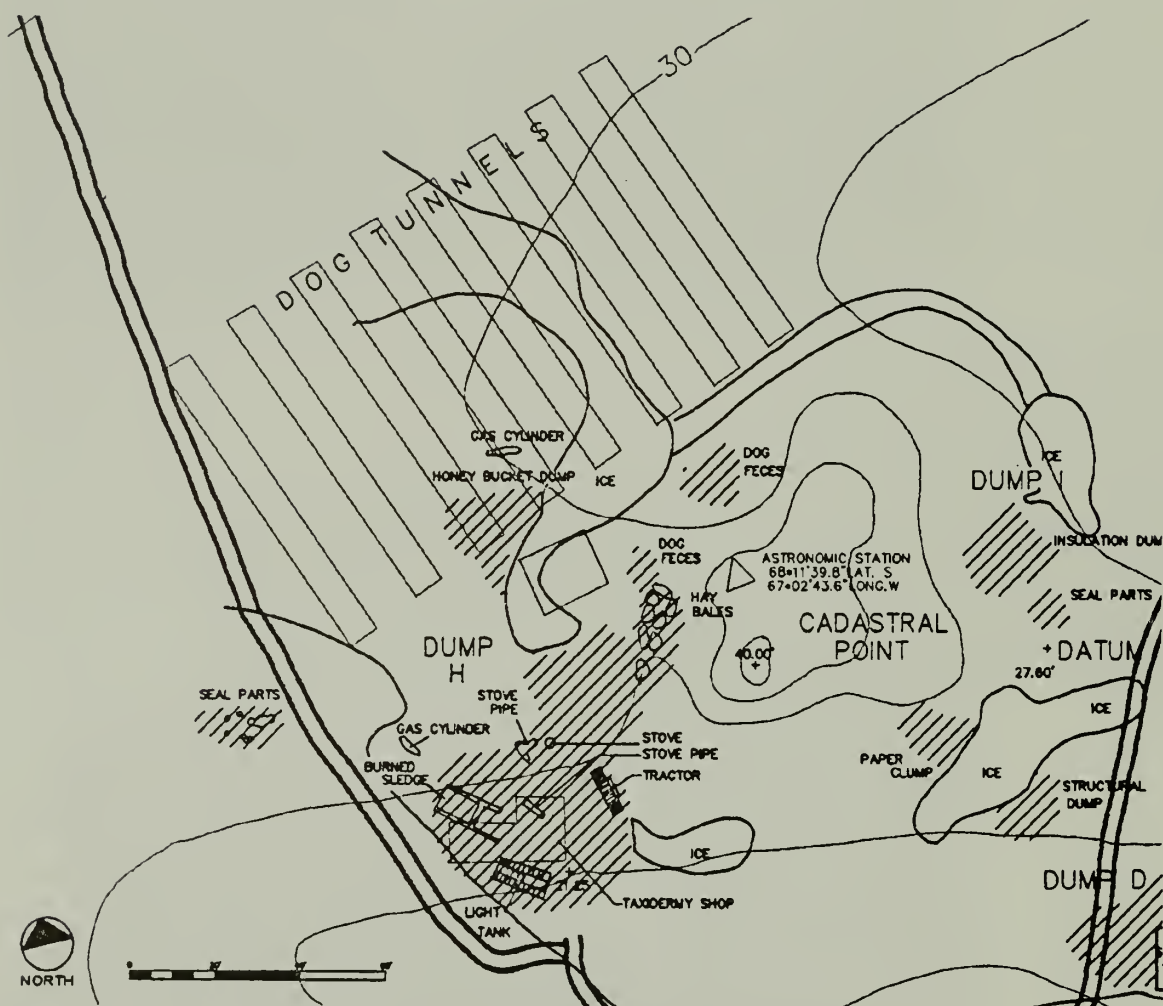 30
DOG TUNNELS
GAS CYLINDER
HONEY BUCKET DUMP
ICE
DOG
FECES
ICE
DUMP I
DOG
FECES
INSULATION DUM
ASTRONOMIC STATION
68°11'39.8" LAT. S
67°02'43.6" LONG. W
HAY
BALES
SEAL PARTS
CADASTRAL
POINT
40.00'
DATUM
27.60'
DUMP
H
SEAL PARTS
STOVE
PIPE
GAS CYLINDER
ICE
BURNED
SLEDGE
STOVE
STOVE PIPE
TRACTOR
PAPER
CLUMP
ICE
STRUCTURAL
DUMP
ICE
DUMP D
TAXIDERMY SHOP
LIGHT
TANK
NORTH